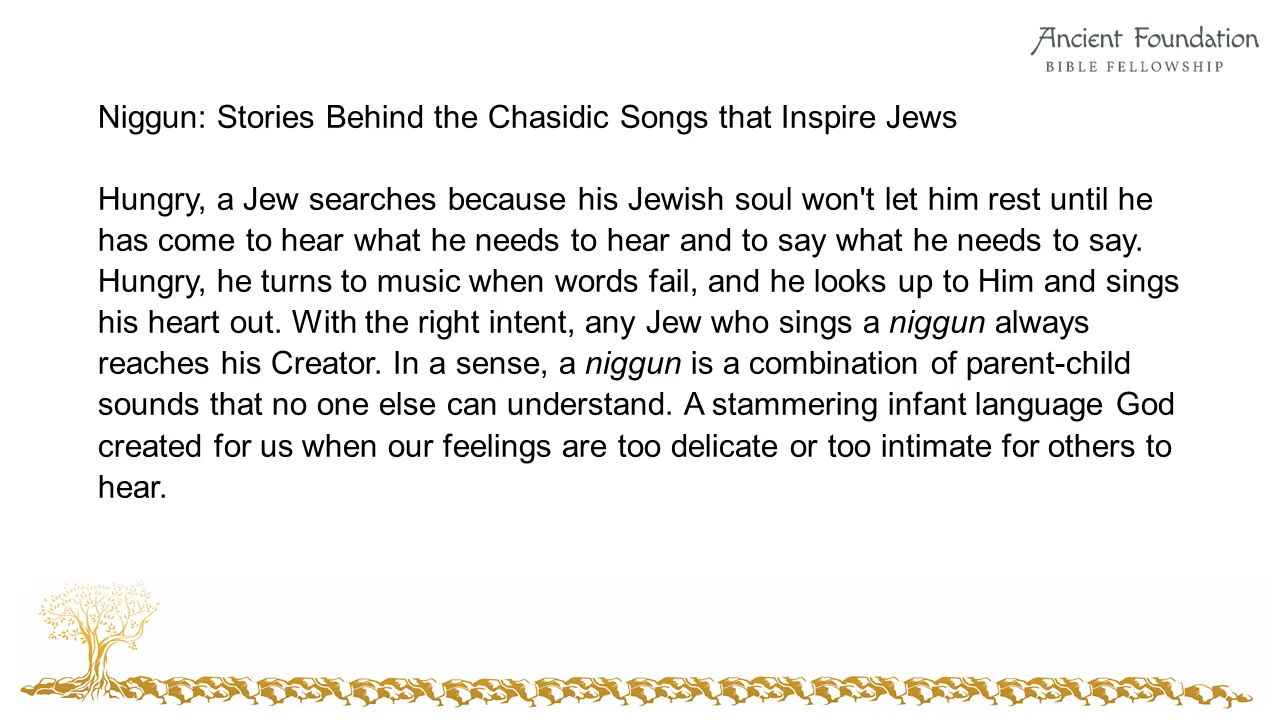 Ancient Foundation
BIBLE FELLOWSHIP
Niggun: Stories Behind the Chasidic Songs that Inspire Jews
Hungry, a Jew searches because his Jewish soul won't let him rest until he
has come to hear what he needs to hear and to say what he needs to say.
Hungry, he turns to music when words fail, and he looks up to Him and sings
his heart out. With the right intent, any Jew who sings a niggun always
reaches his Creator. In a sense, a niggun is a combination of parent-child
sounds that no one else can understand. A stammering infant language God
created for us when our feelings are too delicate or too intimate for others to
hear.